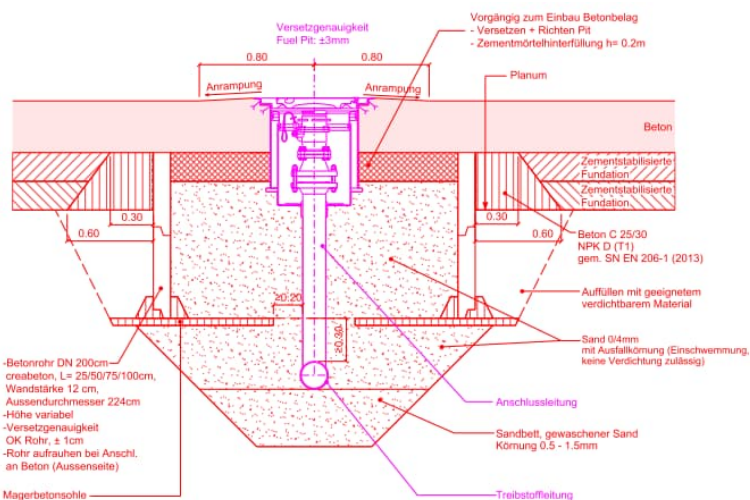 Versetzgenauigkeit
Fuel Pit: ±3mm
Vorgängig zum Einbau Betonbelag
- Versetzen + Richten Pit
- Zementmörtelhinterfüllung h= 0.2m
0.80
0.80
Planum
Anrampung
Anrampung
Beton
Zementstabilisierte
Fundation
Zementstabilisierte
Fundation
0.30
0.30
0.60
0.60
Beton C 25/30
NPK D (T1)
gem. SN EN 206-1 (2013)
Auffüllen mit geeignetem
verdichtbarem Material
≥0.20
≥0.30
Sand 0/4mm
mit Ausfallkörnung (Einschwemmung,
keine Verdichtung zulässig)
-Betonrohr DN 200cm
creabeton, L= 25/50/75/100cm,
Wandstärke 12 cm,
Aussendurchmesser 224cm
-Höhe variabel
-Versetzgenauigkeit
OK Rohr, ± 1cm
-Rohr aufrauhen bei Anschl.
an Beton (Aussenseite)
Anschlussleitung
Sandbett, gewaschener Sand
Körnung 0.5 - 1.5mm
Magerbetonsohle
Treibstoffleitung